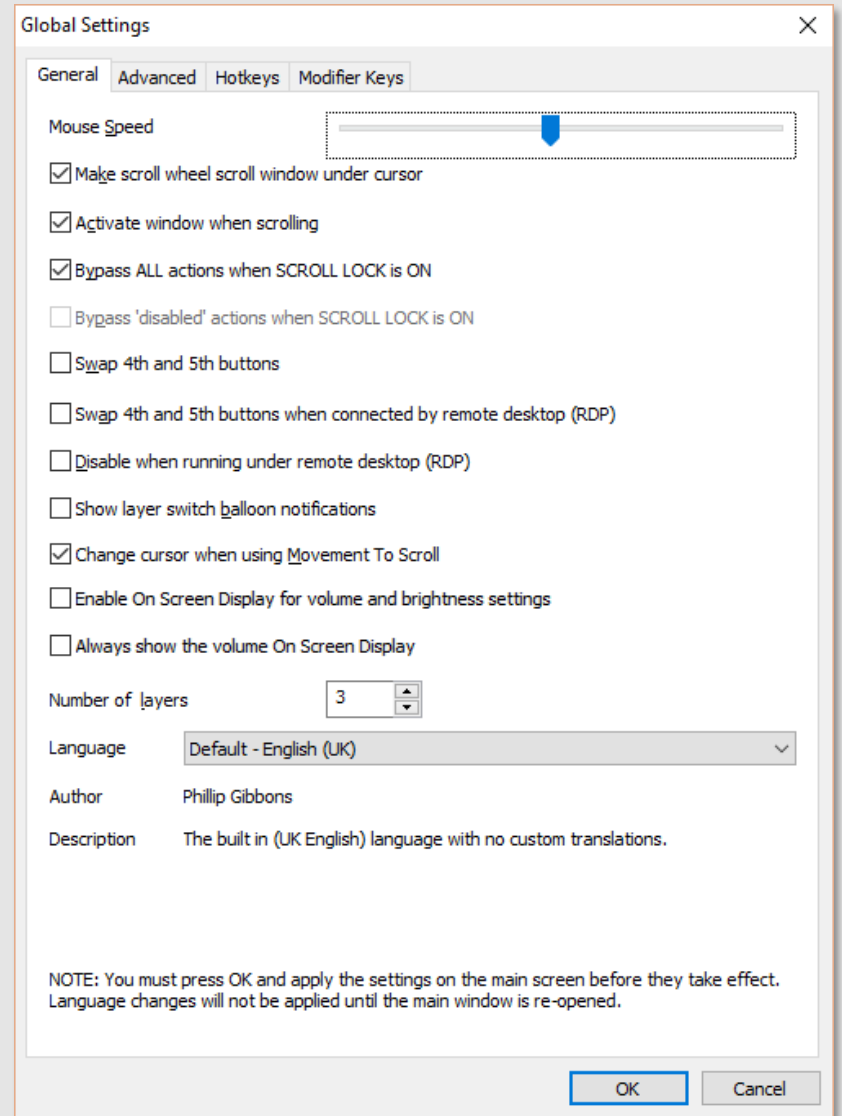 Global Settings
General Advanced Hotkeys Modifier Keys
Mouse Speed
Make scroll wheel scroll window under cursor
Activate window when scrolling
Bypass ALL actions when SCROLL LOCK is ON
Bypass 'disabled' actions when SCROLL LOCK is ON
Swap 4th and 5th buttons
Swap 4th and 5th buttons when connected by remote desktop (RDP)
Disable when running under remote desktop (RDP)
Show layer switch balloon notifications
Change cursor when using Movement To Scroll
Enable On Screen Display for volume and brightness settings
Always show the volume On Screen Display
Number of layers 3
Language Default - English (UK)
Author Phillip Gibbons
Description The built in (UK English) language with no custom translations.
NOTE: You must press OK and apply the settings on the main screen before they take effect.
Language changes will not be applied until the main window is re-opened.
OK Cancel